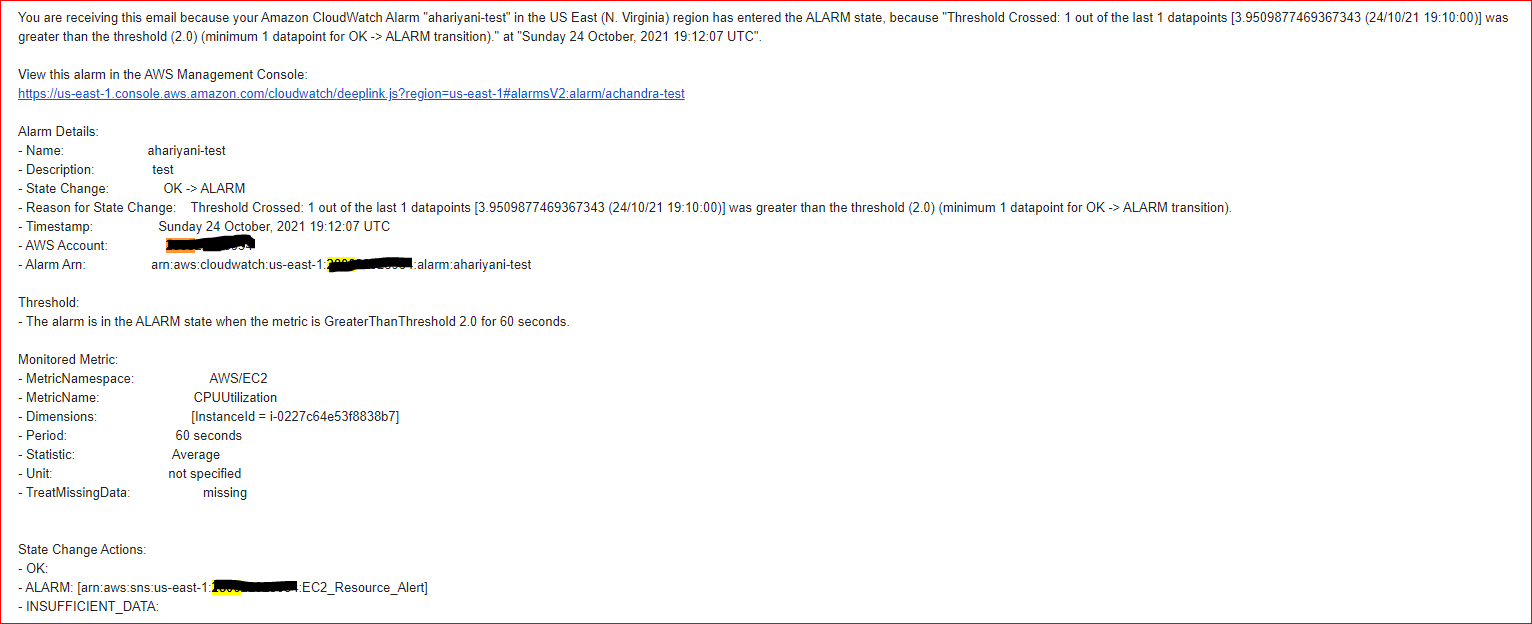 You are receiving this email because your Amazon CloudWatch Alarm "ahariyani-test" in the US East (N. Virginia) region has entered the ALARM state, because "Threshold Crossed: 1 out of the last 1 datapoints [3.9509877469367343 (24/10/21 19:10:00)] was
greater than the threshold (2.0) (minimum 1 datapoint for OK -> ALARM transition)." at "Sunday 24 October, 2021 19:12:07 UTC".
View this alarm in the AWS Management Console:
https://us-east-1.console.aws.amazon.com/cloudwatch/deeplink.js?region=us-east-1#alarmsV2:alarm/achandra-test
Alarm Details:
- Name: ahariyani-test
- Description: test
- State Change: OK -> ALARM
- Reason for State Change: Threshold Crossed: 1 out of the last 1 datapoints [3.9509877469367343 (24/10/21 19:10:00)] was greater than the threshold (2.0) (minimum 1 datapoint for OK -> ALARM transition).
- Timestamp: Sunday 24 October, 2021 19:12:07 UTC
- AWS Account:
- Alarm Arn: arn:aws:cloudwatch:us-east-1: :alarm:ahariyani-test
Threshold:
- The alarm is in the ALARM state when the metric is GreaterThanThreshold 2.0 for 60 seconds.
Monitored Metric:
- MetricNamespace: AWS/EC2
- MetricName: CPUUtilization
- Dimensions: [InstanceId = i-0227c64e53f8838b7]
- Period: 60 seconds
- Statistic: Average
- Unit: not specified
- TreatMissingData: missing
State Change Actions:
- OK:
- ALARM: [arn:aws:sns:us-east-1: :EC2_Resource_Alert]
- INSUFFICIENT_DATA: